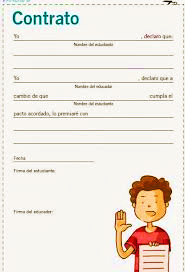 Contrato
Yo , declaro que:
Nombre del estudiante
Yo , declaro que a
Nombre del educador
cambio de que cumpla el
Nombre del estudiante
pacto acordado, lo premiaré con
Fecha
Firma del estudiante:
Firma del educador: